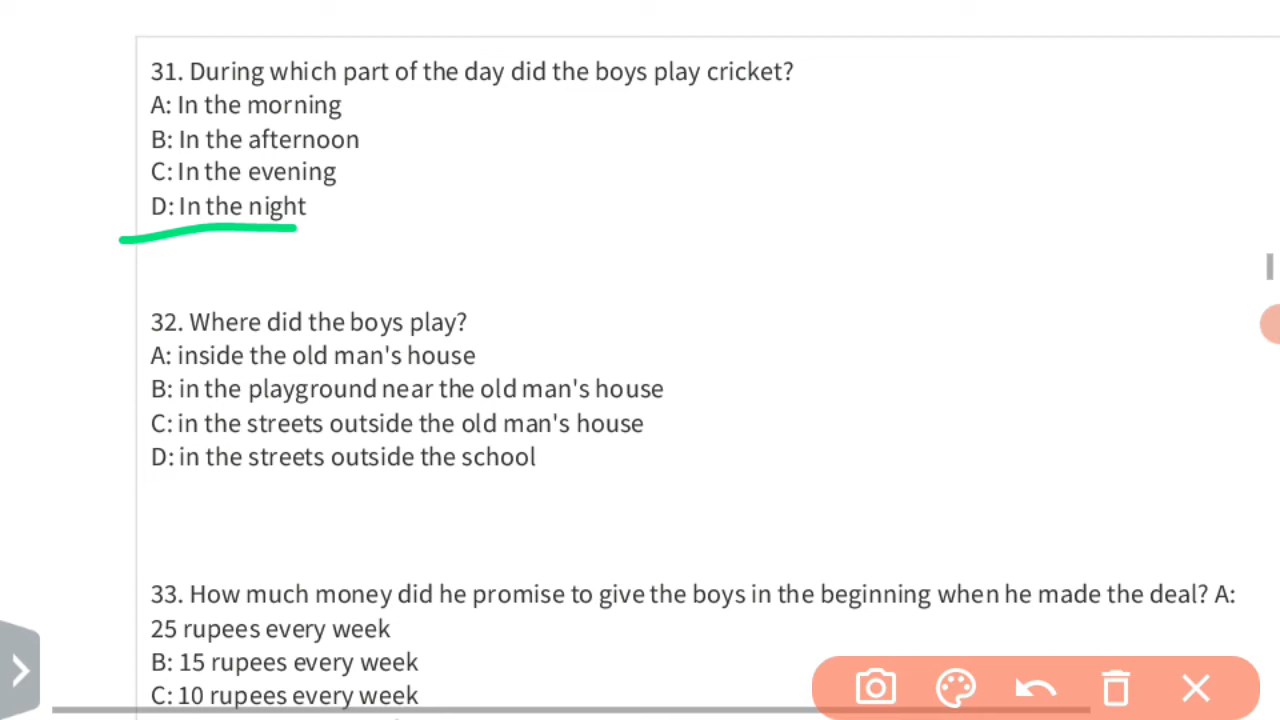 31. During which part of the day did the boys play cricket?
A: In the morning
B: In the afternoon
C: In the evening
D: In the night
32. Where did the boys play?
A: inside the old man's house
B: in the playground near the old man's house
C: in the streets outside the old man's house
D: in the streets outside the school
33. How much money did he promise to give the boys in the beginning when he made the deal? A:
25 rupees every week
B: 15 rupees every week
C: 10 rupees every week